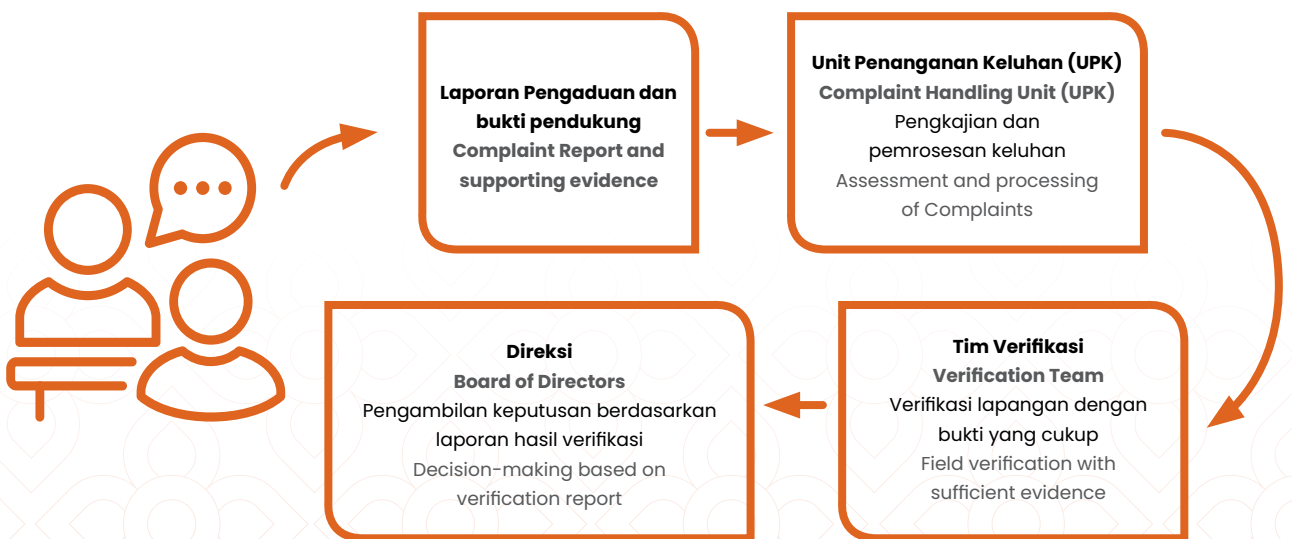 Laporan Pengaduan dan
bukti pendukung
Complaint Report and
supporting evidence
Unit Penanganan Keluhan (UPK)
Complaint Handling Unit (UPK)
Pengkajian dan
pemrosesan keluhan
Assessment and processing
of Complaints
Tim Verifikasi
Verification Team
Verifikasi lapangan dengan
bukti yang cukup
Field verification with
sufficient evidence
Direksi
Board of Directors
Pengambilan keputusan berdasarkan
laporan hasil verifikasi
Decision-making based on
verification report